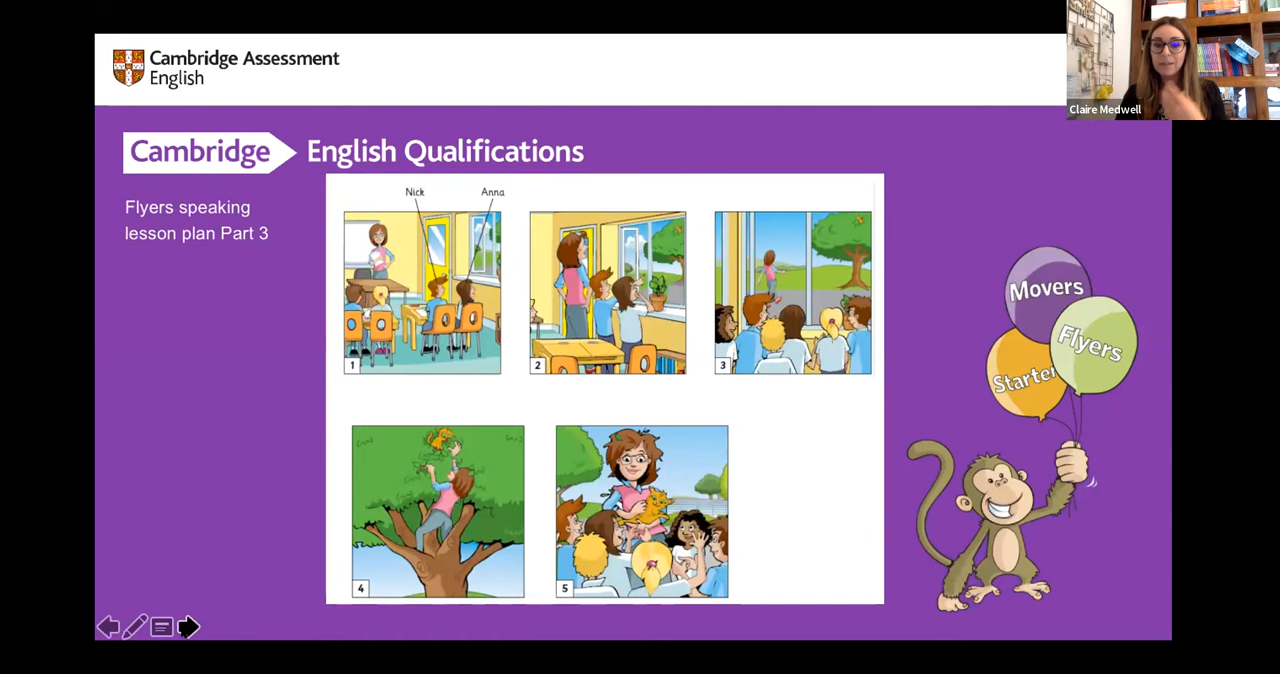 Cambridge Assessment
English
Claire Medwell
Cambridge English Qualifications
Flyers speaking
lesson plan Part 3
Nick Anna
1 2 3
4 5
Movers
Flyers
Starter